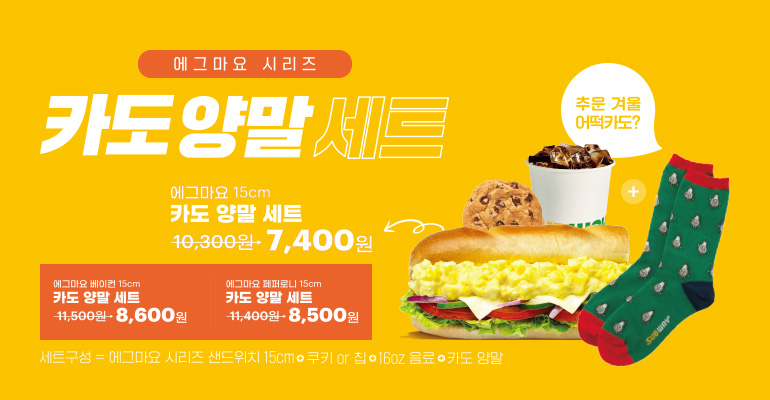 에그마요 시리즈
카도 양말 세트
추운 겨울
어떡카도?
에그마요 15cm
카도 양말 세트
10,300원 7,400원
에그마요 베이컨 15cm
카도 양말 세트
11,500원 8,600원
에그마요 페퍼로니 15cm
카도 양말 세트
11,400원 8,500원
세트구성 = 에그마요 시리즈 샌드위치 15cm + 쿠키 or 칩 + 16oz 음료 + 카도 양말
+
SUBWAY